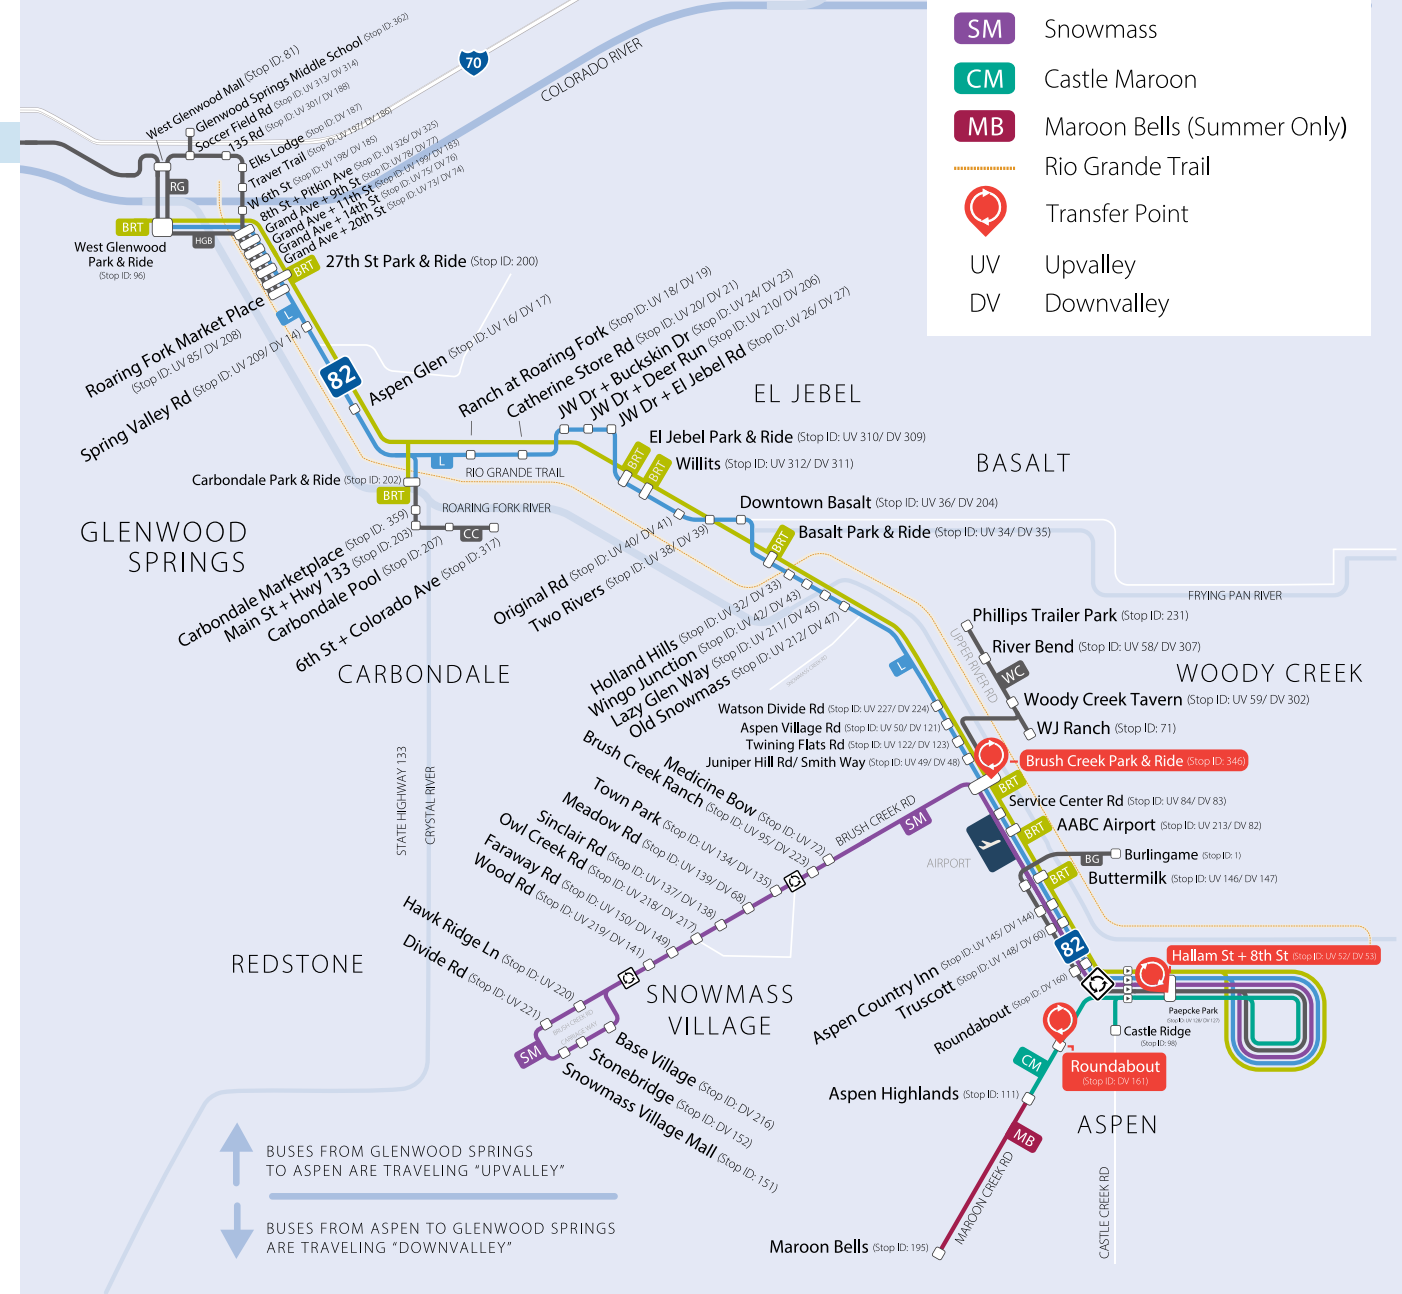 SM Snowmass
CM Castle Maroon
MB Maroon Bells (Summer Only)
Rio Grande Trail
Transfer Point
UV Upvalley
DV Downvalley
70
COLORADO RIVER
West Glenwood Mall (Stop ID: 81)
Glenwood Springs Middle School (Stop ID: 362)
Soccer Field Rd (Stop ID: UV 313/ DV 314)
135 Rd (Stop ID: UV 301/ DV 188)
Elks Lodge (Stop ID: DV 187)
Traver Trail (Stop ID: UV 197/ DV 186)
W 6th St (Stop ID: UV 198/ DV 185)
8th St + Pitkin Ave (Stop ID: UV 326/ DV 325)
Grand Ave + 9th St (Stop ID: UV 78/ DV 77)
Grand Ave + 11th St (Stop ID: UV 199/ DV 183)
Grand Ave + 14th St (Stop ID: UV 75/ DV 76)
Grand Ave + 20th St (Stop ID: UV 73/ DV 74)
RG
BRT
HGB
West Glenwood
Park & Ride
(Stop ID: 96)
BRT
27th St Park & Ride (Stop ID: 200)
L
Roaring Fork Market Place
(Stop ID: UV 85/ DV 208)
Spring Valley Rd (Stop ID: UV 209/ DV 14)
82
Aspen Glen (Stop ID: UV 16/ DV 17)
Ranch at Roaring Fork (Stop ID: UV 18/ DV 19)
Catherine Store Rd (Stop ID: UV 20/ DV 21)
JW Dr + Buckskin Dr (Stop ID: UV 24/ DV 23)
JW Dr + Deer Run (Stop ID: UV 210/ DV 206)
JW Dr + El Jebel Rd (Stop ID: UV 26/ DV 27)
EL JEBEL
El Jebel Park & Ride (Stop ID: UV 310/ DV 309)
BRT
BRT
Willits (Stop ID: UV 312/ DV 311)
BASALT
L
RIO GRANDE TRAIL
Carbondale Park & Ride (Stop ID: 202)
BRT
ROARING FORK RIVER
CC
GLENWOOD
SPRINGS
Carbondale Marketplace (Stop ID: 359)
Main St + Hwy 133 (Stop ID: 203)
Carbondale Pool (Stop ID: 207)
6th St + Colorado Ave (Stop ID: 317)
CARBONDALE
Downtown Basalt (Stop ID: UV 36/ DV 204)
BRT
Basalt Park & Ride (Stop ID: UV 34/ DV 35)
Original Rd (Stop ID: UV 40/ DV 41)
Two Rivers (Stop ID: UV 38/ DV 39)
FRYING PAN RIVER
Holland Hills (Stop ID: UV 32/ DV 33)
Wingo Junction (Stop ID: UV 42/ DV 43)
Lazy Glen Way (Stop ID: UV 211/ DV 45)
Old Snowmass (Stop ID: UV 212/ DV 47)
L
UPPER RIVER RD
Phillips Trailer Park (Stop ID: 231)
River Bend (Stop ID: UV 58/ DV 307)
WC
WOODY CREEK
Woody Creek Tavern (Stop ID: UV 59/ DV 302)
WJ Ranch (Stop ID: 71)
Watson Divide Rd (Stop ID: UV 227/ DV 224)
Aspen Village Rd (Stop ID: UV 50/ DV 121)
Twining Flats Rd (Stop ID: UV 122/ DV 123)
Juniper Hill Rd/ Smith Way (Stop ID: UV 49/ DV 48)
Brush Creek Park & Ride (Stop ID: 346)
BRT
Service Center Rd (Stop ID: UV 84/ DV 83)
BRT
AABC Airport (Stop ID: UV 213/ DV 82)
AIRPORT
BG
Burlingame (Stop ID: 1)
BRT
Buttermilk (Stop ID: UV 146/ DV 147)
BRUSH CREEK RD
SM
Medicine Bow (Stop ID: UV 72)
Brush Creek Ranch (Stop ID: UV 95/ DV 223)
Town Park (Stop ID: UV 134/ DV 135)
Meadow Rd (Stop ID: UV 139/ DV 68)
Sinclair Rd (Stop ID: UV 137/ DV 138)
Owl Creek Rd (Stop ID: UV 218/ DV 217)
Faraway Rd (Stop ID: UV 150/ DV 149)
Wood Rd (Stop ID: UV 219/ DV 141)
Hawk Ridge Ln (Stop ID: UV 220)
Divide Rd (Stop ID: UV 221)
STATE HIGHWAY 133
CRYSTAL RIVER
REDSTONE
SNOWMASS
VILLAGE
BRUSH CREEK RD
CARRIAGE WAY
SM
Base Village (Stop ID: DV 216)
Stonebridge (Stop ID: DV 152)
Snowmass Village Mall (Stop ID: 151)
Aspen Country Inn (Stop ID: UV 145/ DV 144)
Truscott (Stop ID: UV 148/ DV 60)
Roundabout (Stop ID: DV 160)
82
Hallam St + 8th St (Stop ID: UV 52/ DV 53)
Paepcke Park
(Stop ID: UV 128/ DV 127)
Castle Ridge
(Stop ID: 98)
Roundabout
(Stop ID: DV 161)
CM
Aspen Highlands (Stop ID: 111)
ASPEN
MB
MAROON CREEK RD
CASTLE CREEK RD
Maroon Bells (Stop ID: 195)
BUSES FROM GLENWOOD SPRINGS
TO ASPEN ARE TRAVELING "UPVALLEY"
BUSES FROM ASPEN TO GLENWOOD SPRINGS
ARE TRAVELING "DOWNVALLEY"